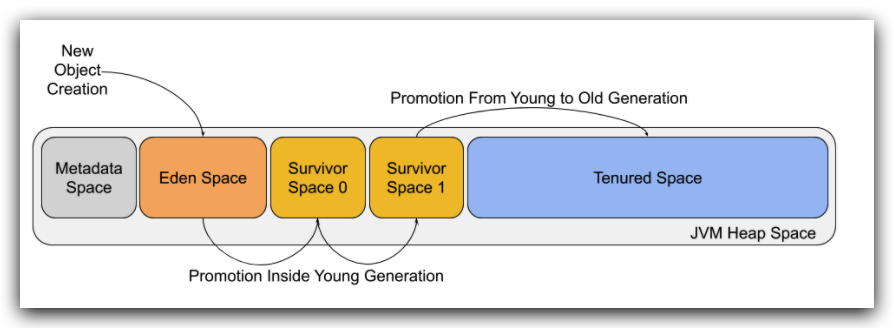 New
Object
Creation
Promotion From Young to Old Generation
Metadata
Space
Eden Space
Survivor
Space 0
Survivor
Space 1
Tenured Space
JVM Heap Space
Promotion Inside Young Generation